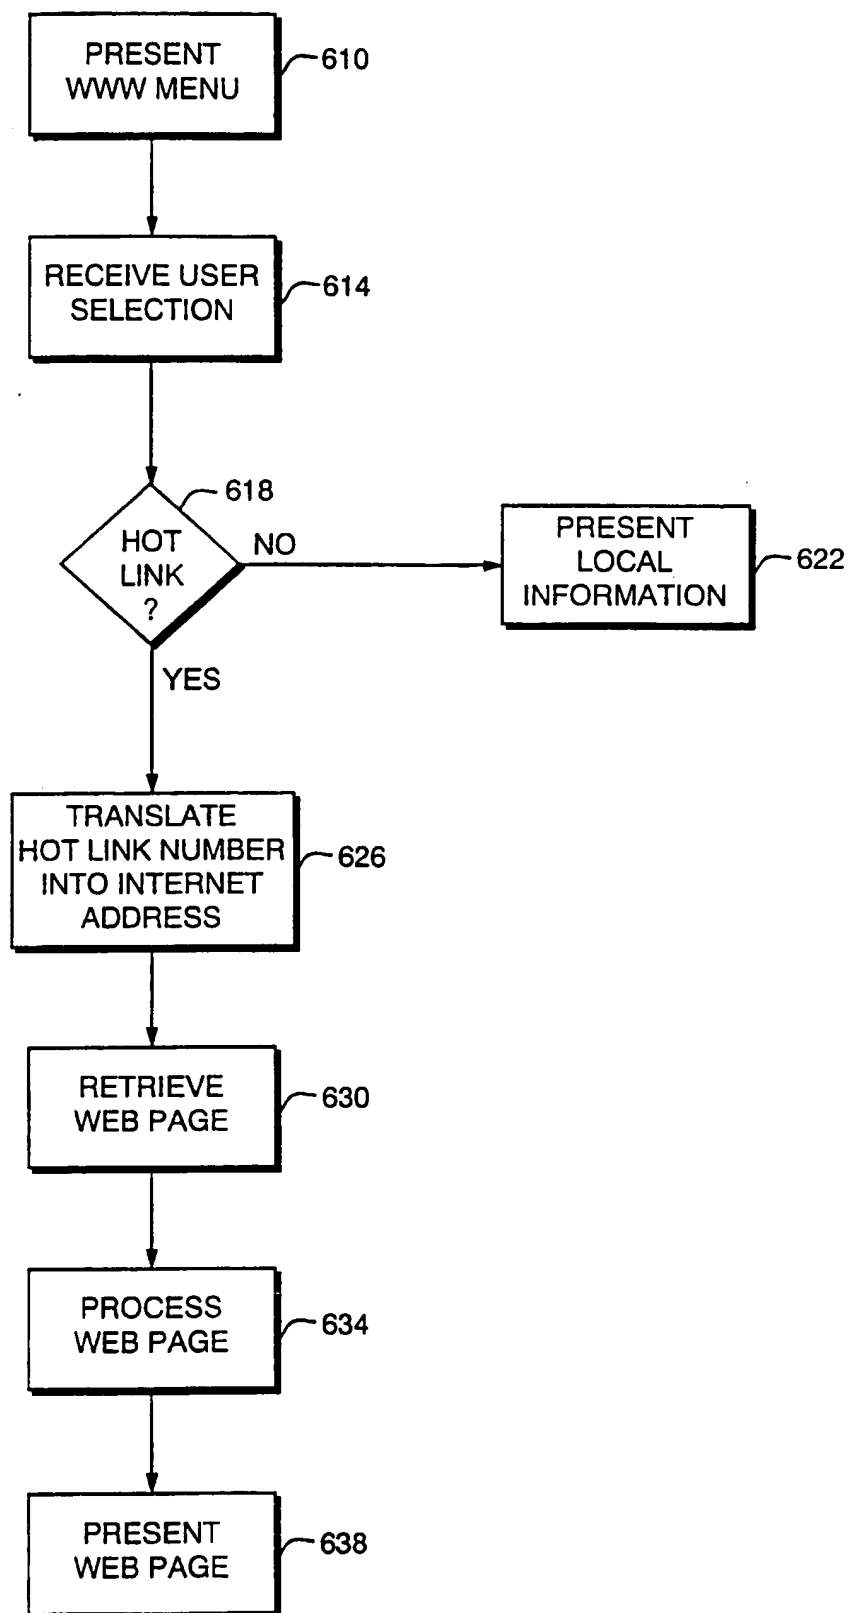 PRESENT
WWW MENU
610
RECEIVE USER
SELECTION
614
618
HOT
LINK
?
NO
PRESENT
LOCAL
INFORMATION
622
YES
TRANSLATE
HOT LINK NUMBER
INTO INTERNET
ADDRESS
626
RETRIEVE
WEB PAGE
630
PROCESS
WEB PAGE
634
PRESENT
WEB PAGE
638